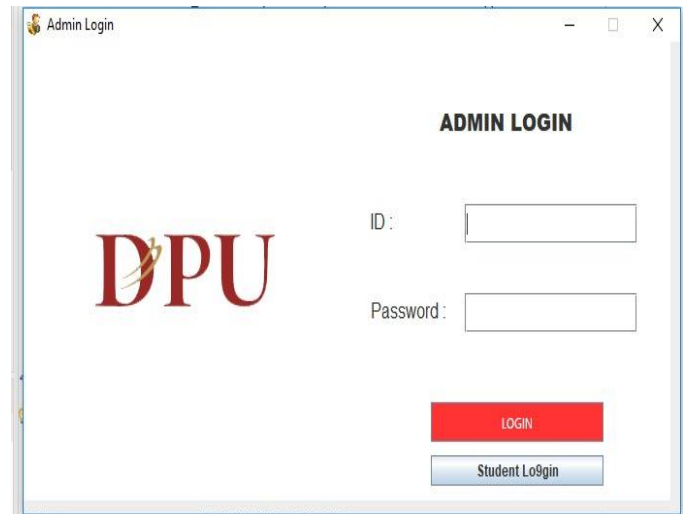 Admin Login
ADMIN LOGIN
ID :
DPU
Password :
LOGIN
Student Lo9gin